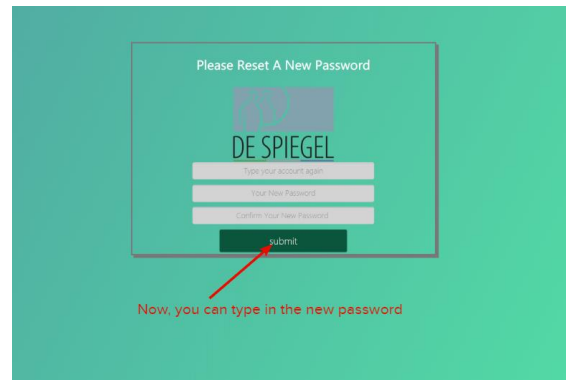 Please Reset A New Password
DE SPIEGEL
Type your account again
Your New Password
Confirm Your New Password
submit
Now, you can type in the new password